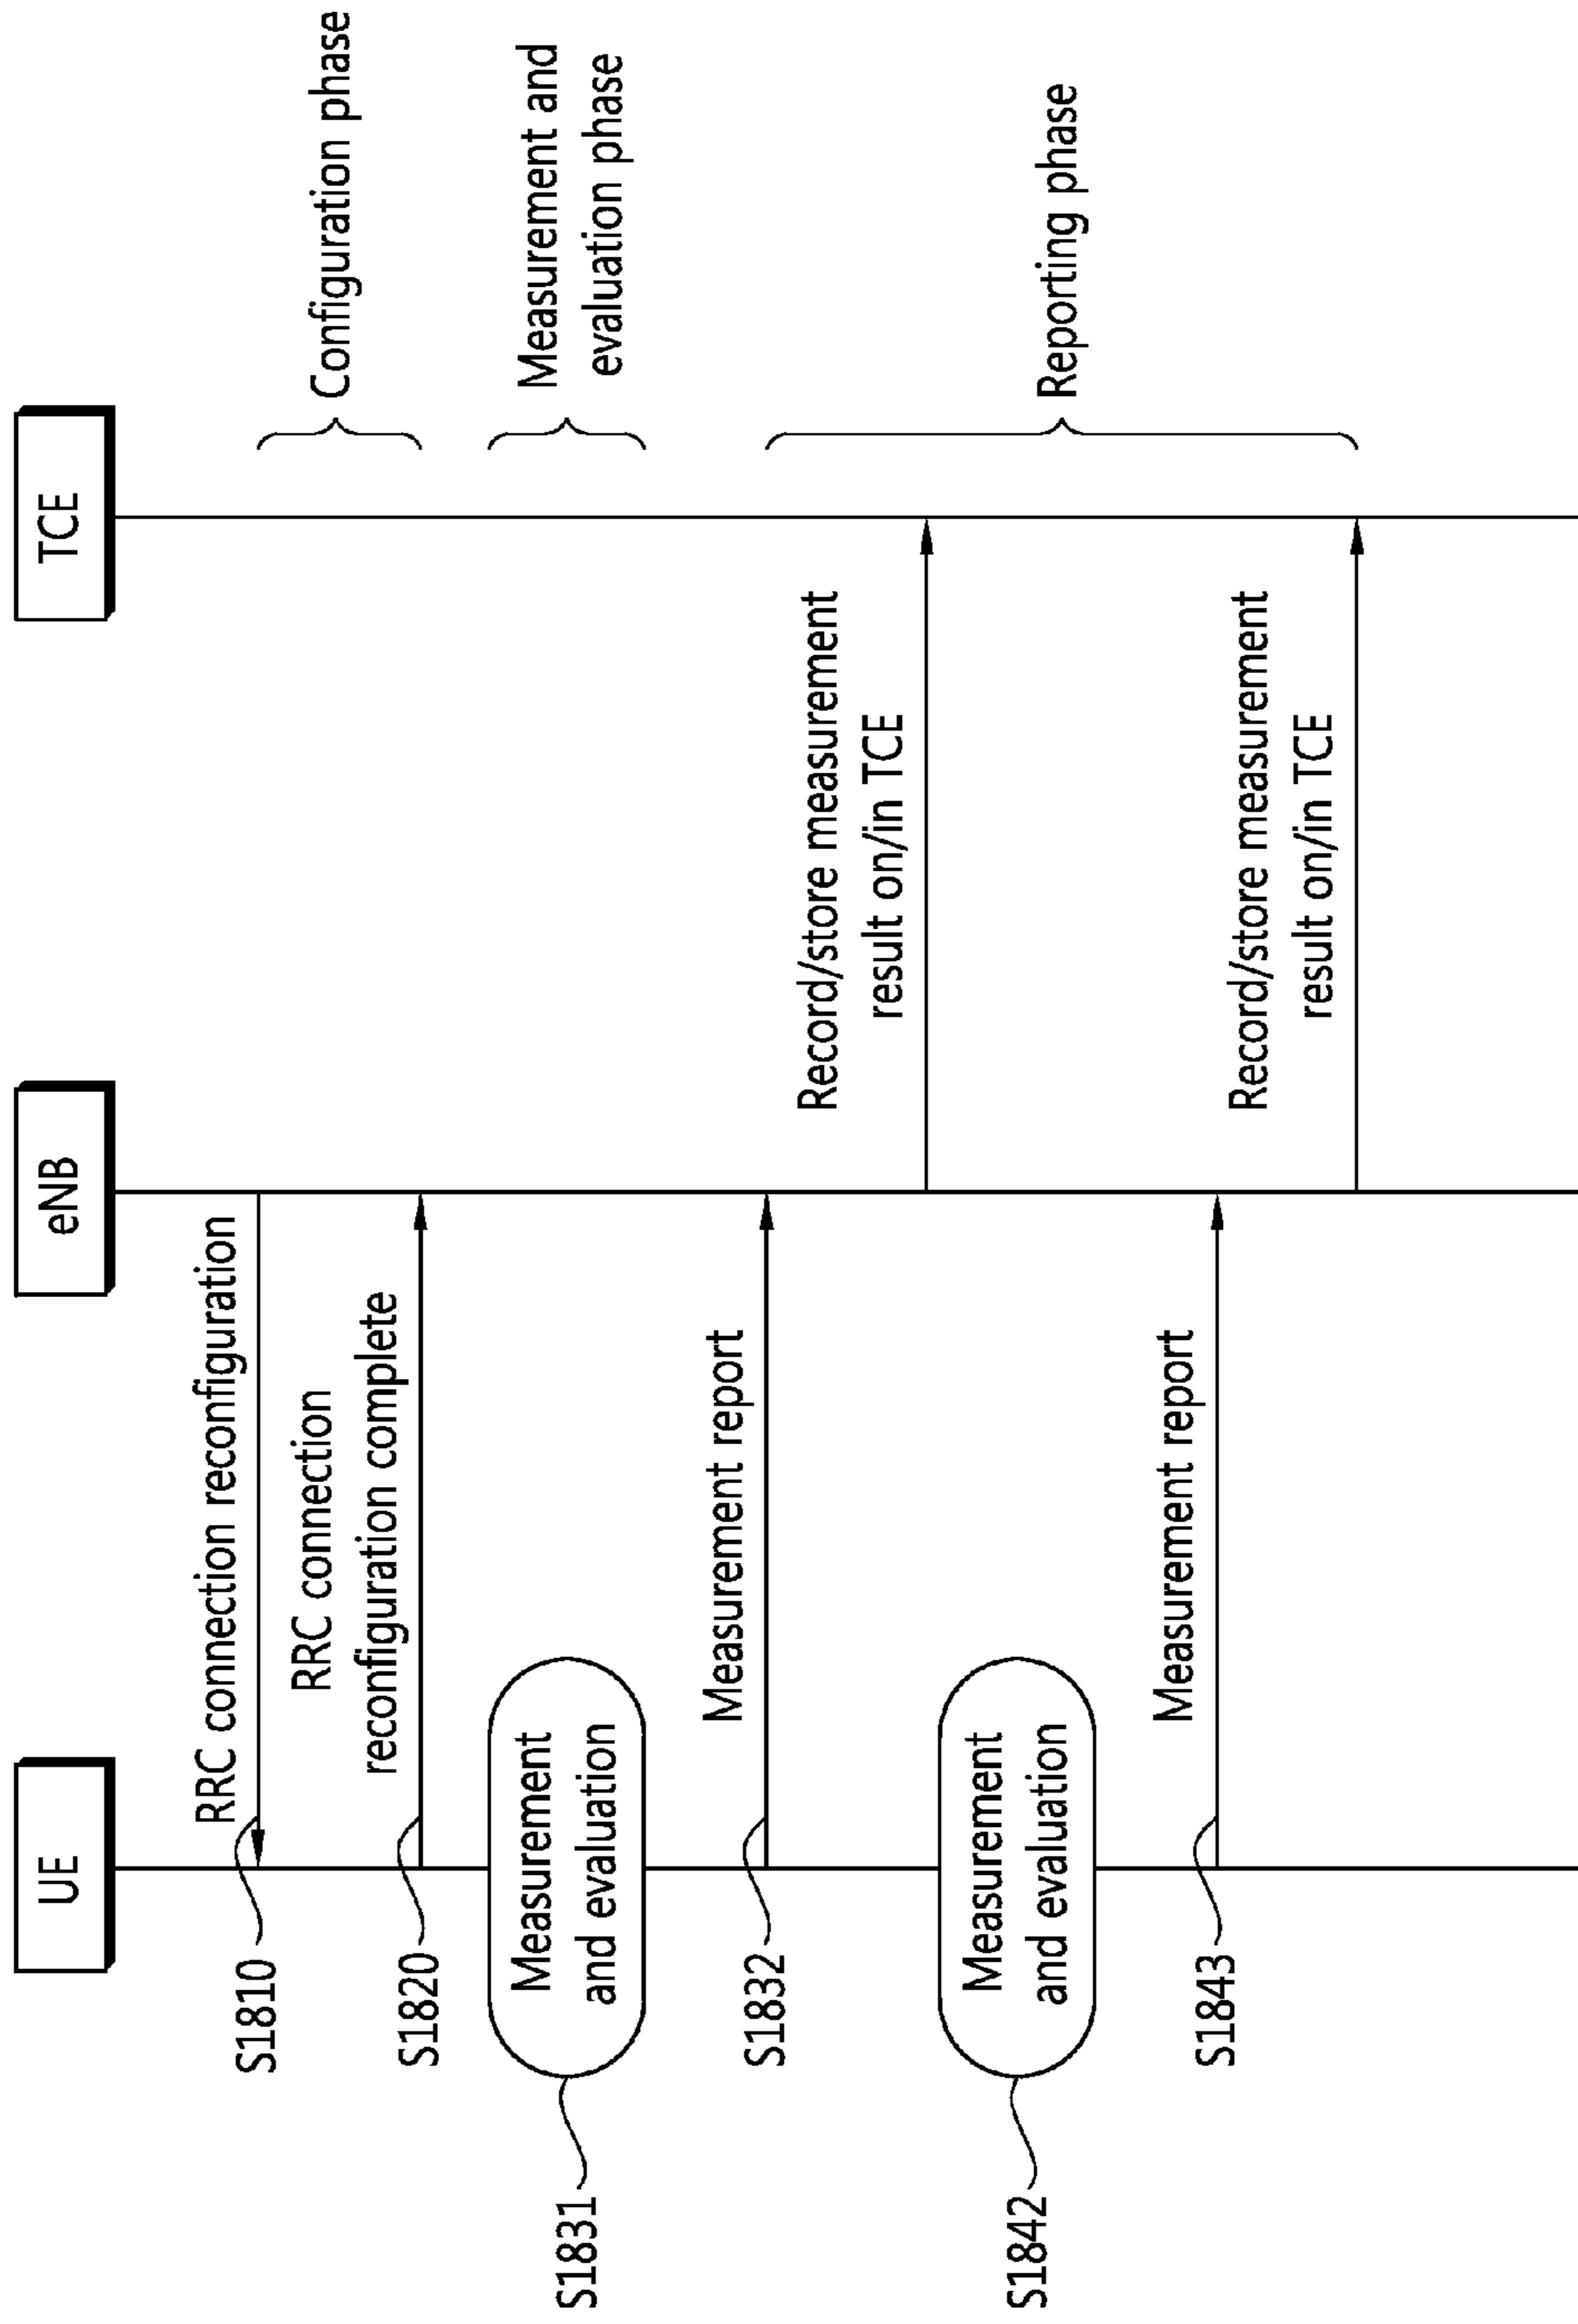 UE
eNB
TCE
RRC connection reconfiguration
S1810
Configuration phase
RRC connection
reconfiguration complete
S1820
Measurement
and evaluation
S1831
Measurement and
evaluation phase
Measurement report
S1832
Record/store measurement
result on/in TCE
Reporting phase
Measurement
and evaluation
S1842
Measurement report
S1843
Record/store measurement
result on/in TCE